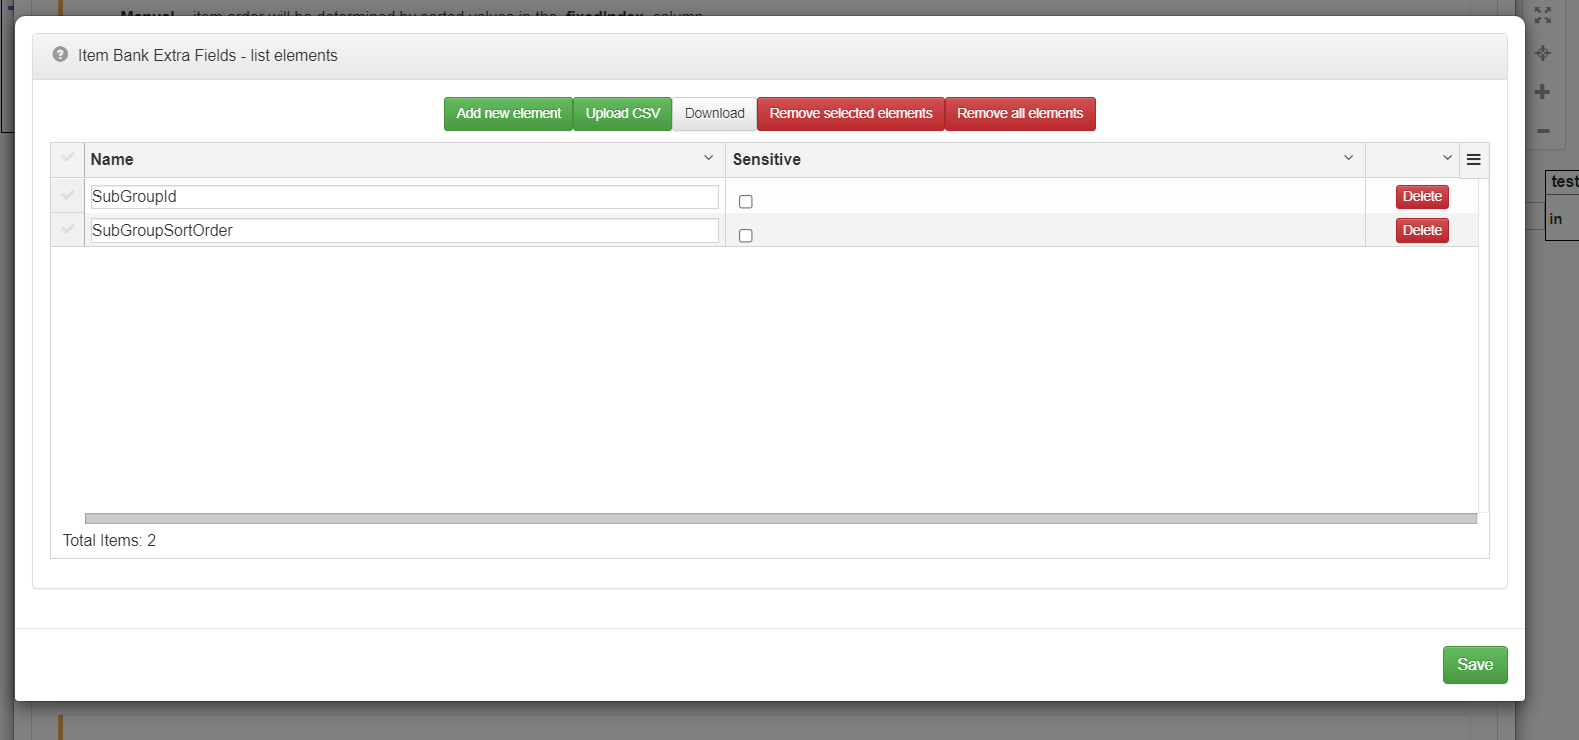 Manual - item order will be determined by sorted values in the fixedIndex column
Item Bank Extra Fields - list elements
Add new element Upload CSV Download Remove selected elements Remove all elements
Name Sensitive
SubGroupId Delete
SubGroupSortOrder Delete
test
in
Total Items: 2
Save